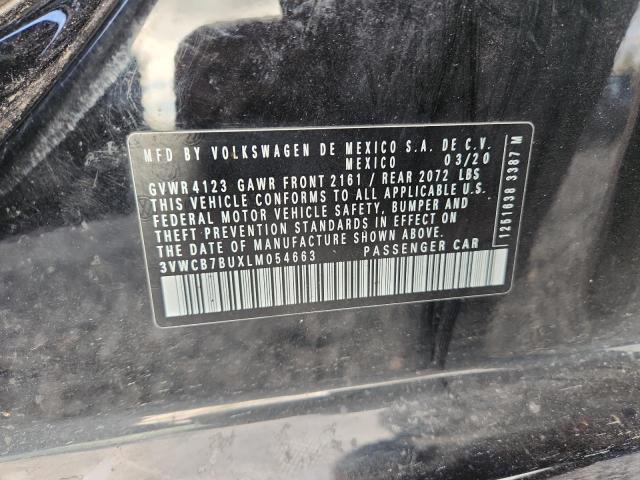 MFD BY VOLKSWAGEN DE MEXICO S.A. DE C.V.
MEXICO 03/20
GVWR 4123 GAWR FRONT 2161 / REAR 2072 LBS
THIS VEHICLE CONFORMS TO ALL APPLICABLE U.S.
FEDERAL MOTOR VEHICLE SAFETY, BUMPER AND
THEFT PREVENTION STANDARDS IN EFFECT ON
THE DATE OF MANUFACTURE SHOWN ABOVE.
3VWCB7BUXLM054663 PASSENGER CAR
1261638 3387 M